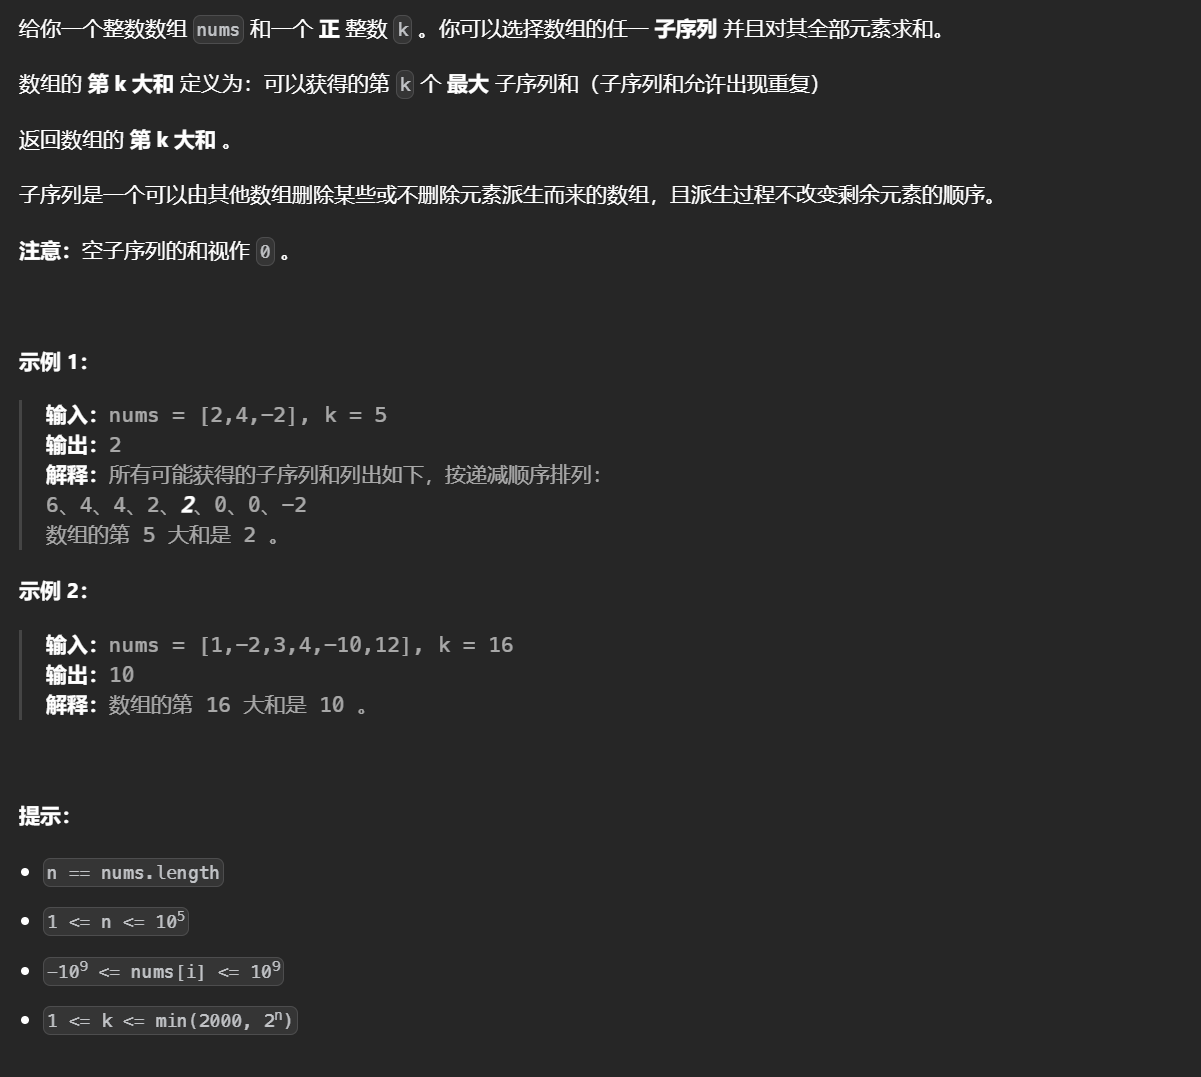 给你一个整数数组 nums 和一个 正 整数 k 。你可以选择数组的任一 子序列 并且对其全部元素求和。
数组的 第 k 大和 定义为：可以获得的第 k 个 最大 子序列和（子序列和允许出现重复）
返回数组的 第 k 大和 。
子序列是一个可以由其他数组删除某些或不删除元素派生而来的数组，且派生过程不改变剩余元素的顺序。
注意：空子序列的和视作 0 。
示例 1：
输入：nums = [2,4,-2], k = 5
输出：2
解释：所有可能获得的子序列和列出如下，按递减顺序排列：
6、4、4、2、2、0、0、-2
数组的第 5 大和是 2 。
示例 2：
输入：nums = [1,-2,3,4,-10,12], k = 16
输出：10
解释：数组的第 16 大和是 10 。
提示：
n == nums.length
1 <= n <= 10⁵
-10⁹ <= nums[i] <= 10⁹
1 <= k <= min(2000, 2ⁿ)